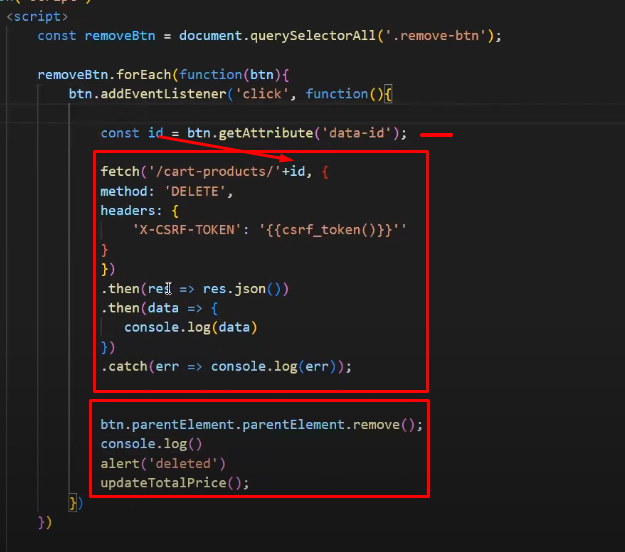 <script>
const removeBtn = document.querySelectorAll('.remove-btn');
removeBtn.forEach(function(btn){
btn.addEventListener('click', function(){
const id = btn.getAttribute('data-id');
fetch('/cart-products/'+id, {
method: 'DELETE',
headers: {
'X-CSRF-TOKEN': '{{csrf_token()}}''
}
})
.then(res => res.json())
.then(data => {
console.log(data)
})
.catch(err => console.log(err));
btn.parentElement.parentElement.remove();
console.log()
alert('deleted')
updateTotalPrice();
})
})